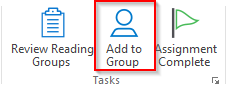 Review Reading Add to Assignment
Groups Group Complete
Tasks